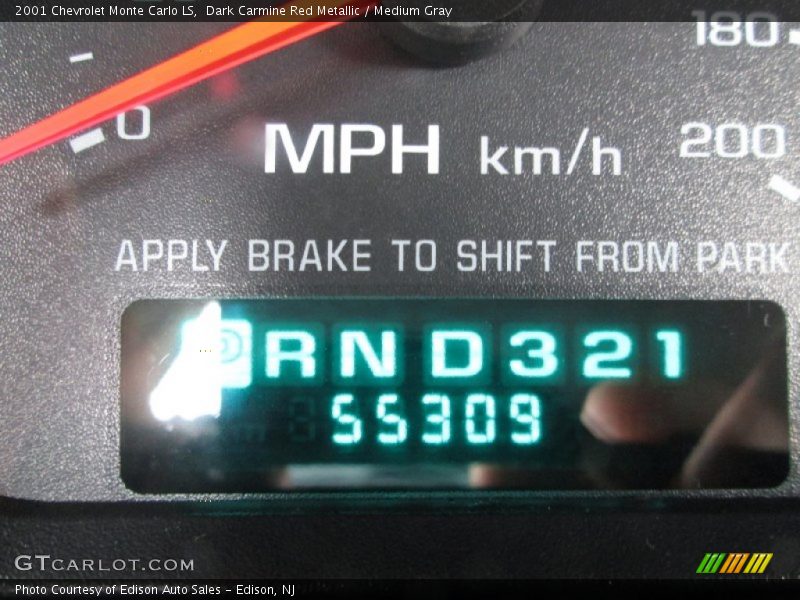 2001 Chevrolet Monte Carlo LS,  Dark Carmine Red Metallic / Medium Gray
180
0
MPH km/h 200
APPLY BRAKE TO SHIFT FROM PARK
P R N D 3 2 1
55309
GTCARLOT.COM
Photo Courtesy of Edison Auto Sales - Edison, NJ